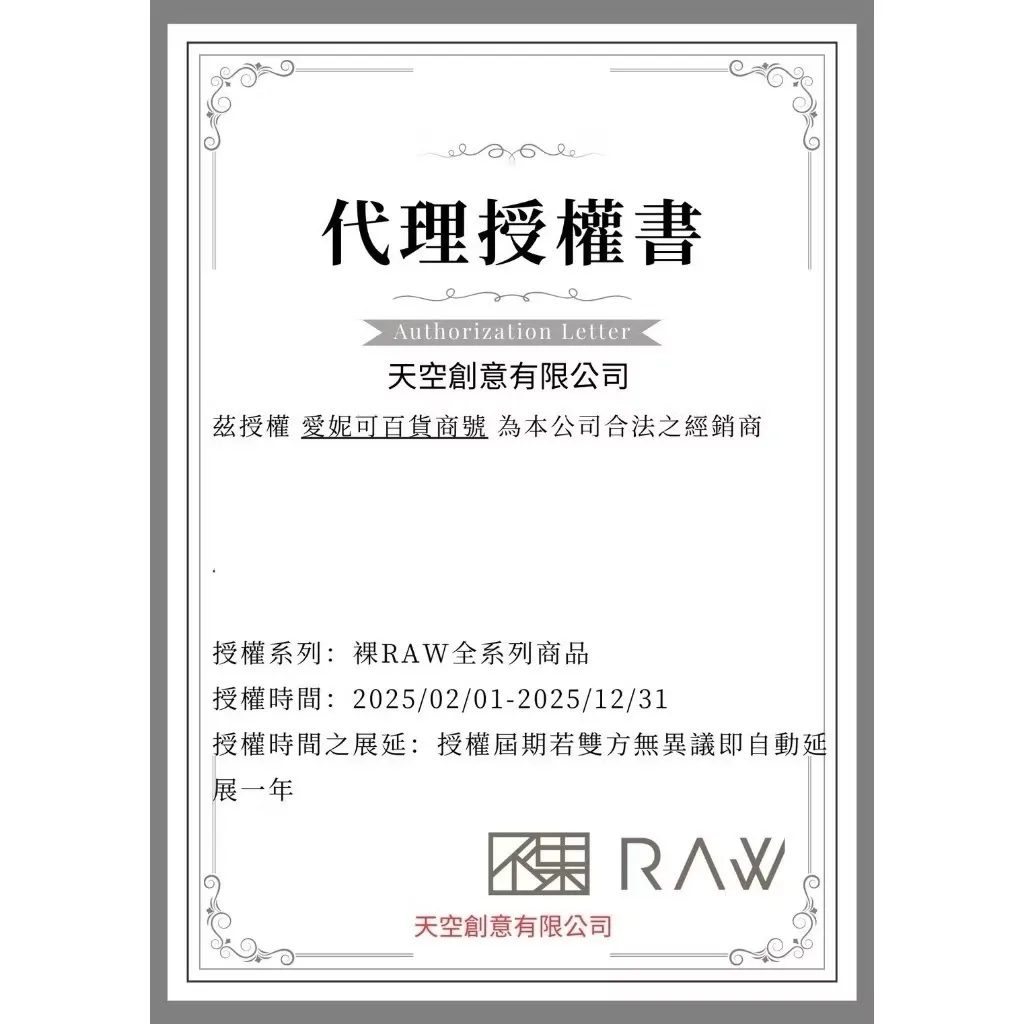 代理授權書
Authorization Letter
天空創意有限公司
茲授權 愛妮可百貨商號 為本公司合法之經銷商
.
授權系列：裸RAW全系列商品
授權時間：2025/02/01-2025/12/31
授權時間之展延：授權屆期若雙方無異議即自動延
展一年
裸 RAW
天空創意有限公司